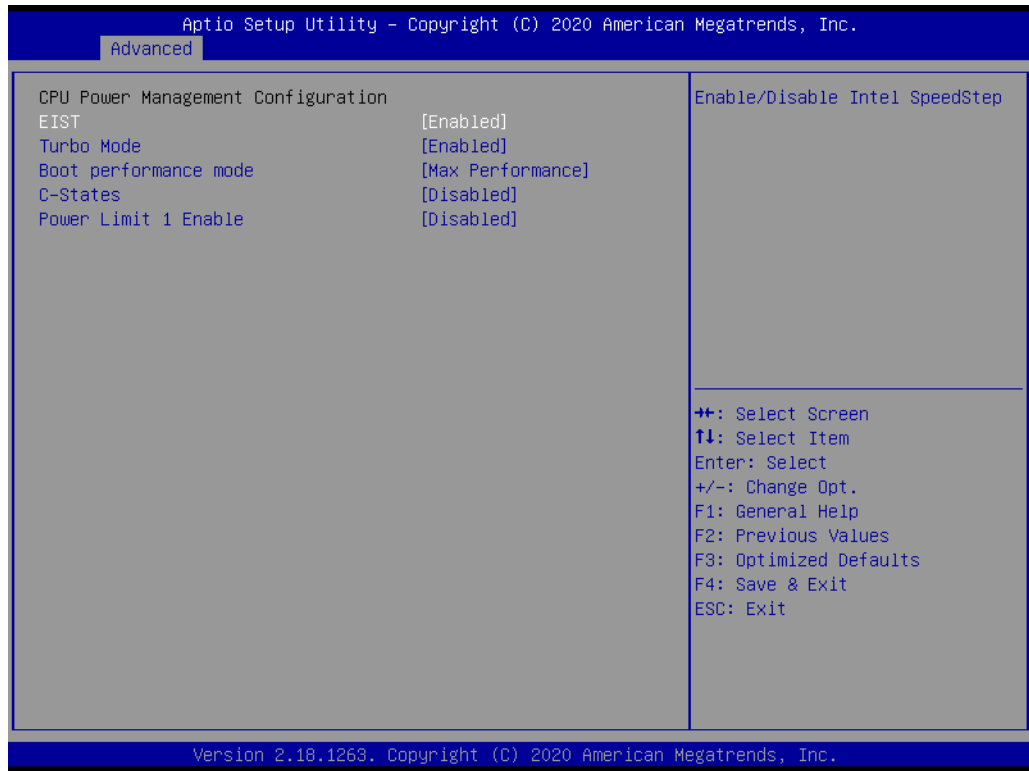 Aptio Setup Utility – Copyright (C) 2020 American Megatrends, Inc.
Advanced
CPU Power Management Configuration
EIST [Enabled]
Turbo Mode [Enabled]
Boot performance mode [Max Performance]
C-States [Disabled]
Power Limit 1 Enable [Disabled]
Enable/Disable Intel SpeedStep
→←: Select Screen
↑↓: Select Item
Enter: Select
+/-: Change Opt.
F1: General Help
F2: Previous Values
F3: Optimized Defaults
F4: Save & Exit
ESC: Exit
Version 2.18.1263. Copyright (C) 2020 American Megatrends, Inc.